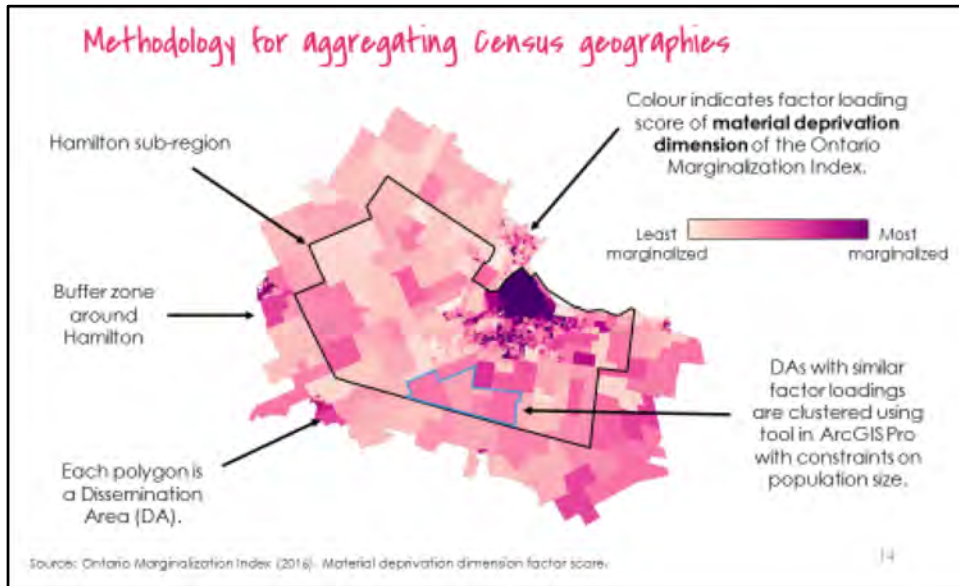 Methodology for aggregating Census geographies
Colour indicates factor loading
score of material deprivation
dimension of the Ontario
Marginalization Index.
Hamilton sub-region
Least
marginalized
Most
marginalized
Buffer zone
around
Hamilton
DAs with similar
factor loadings
are clustered using
tool in ArcGIS Pro
with constraints on
population size.
Each polygon is
a Dissemination
Area (DA).
Source: Ontario Marginalization Index (2016). Material deprivation dimension factor score.
14